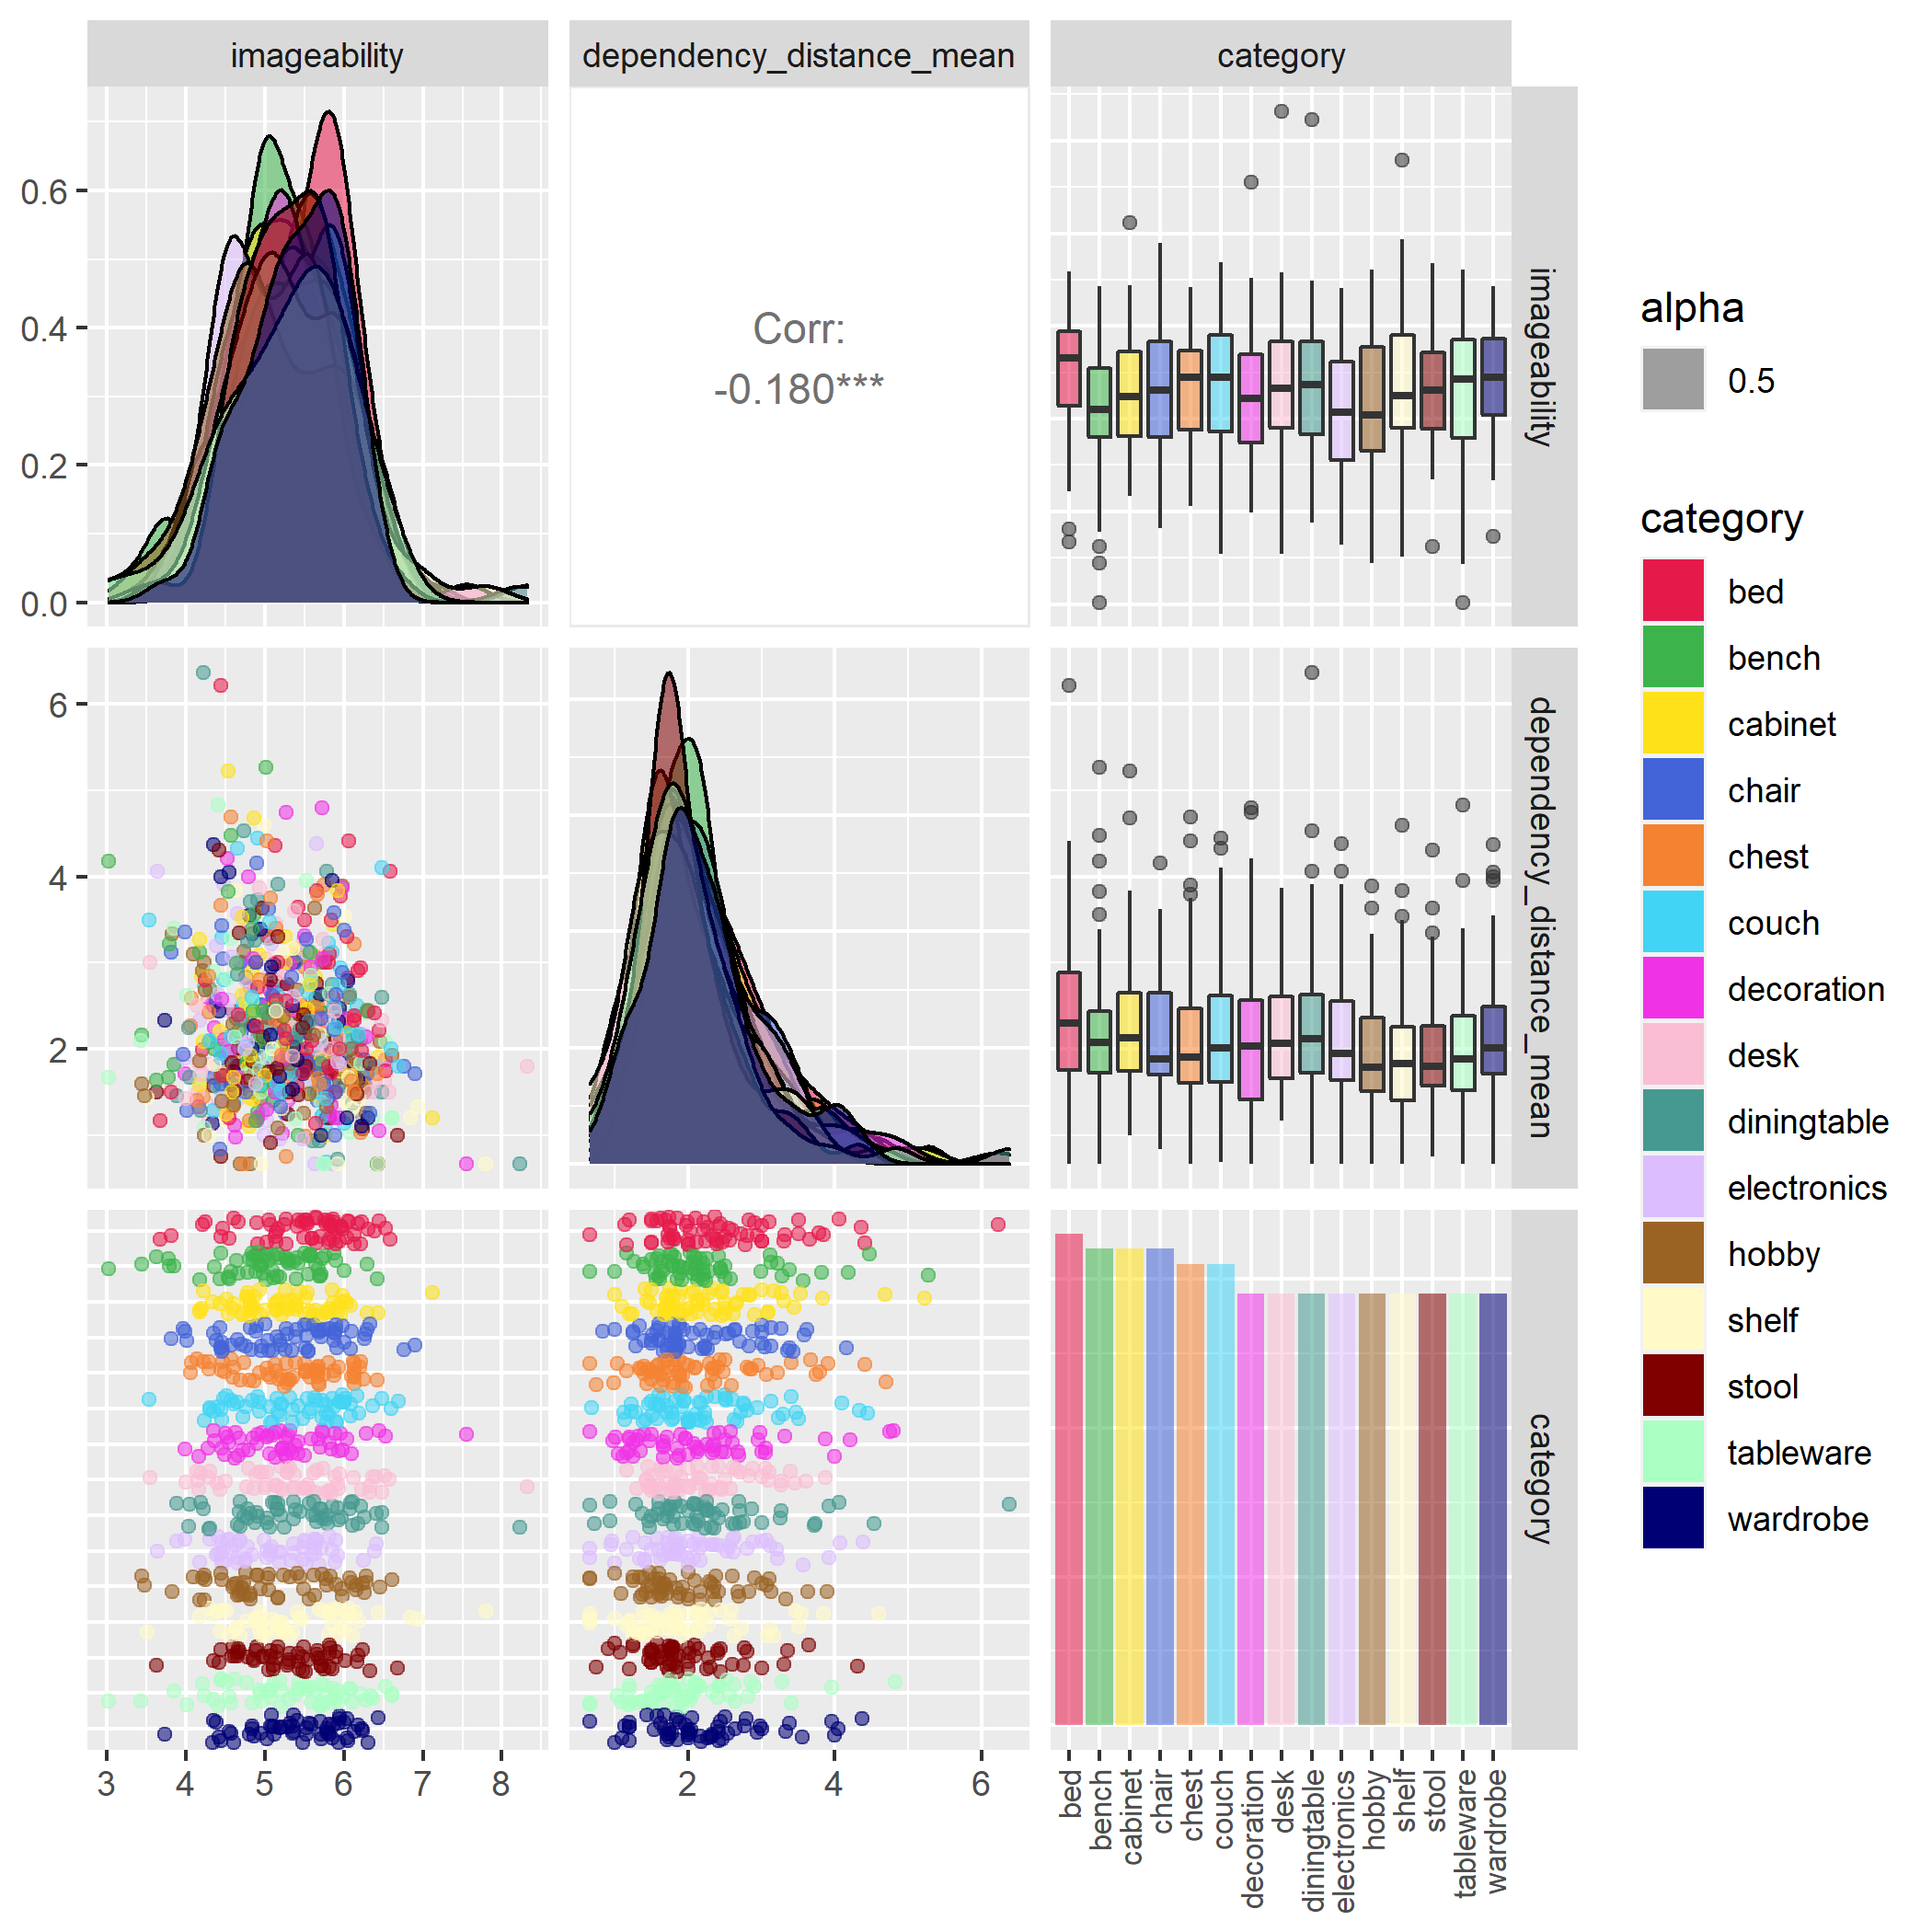 imageability
dependency_distance_mean
category
0.6
0.4
0.2
0.0
Corr:
-0.180***
imageability
6
4
2
dependency_distance_mean
category
3 4 5 6 7 8
2 4 6
bed
bench
cabinet
chair
chest
couch
decoration
desk
diningtable
electronics
hobby
shelf
stool
tableware
wardrobe
alpha
0.5
category
bed
bench
cabinet
chair
chest
couch
decoration
desk
diningtable
electronics
hobby
shelf
stool
tableware
wardrobe